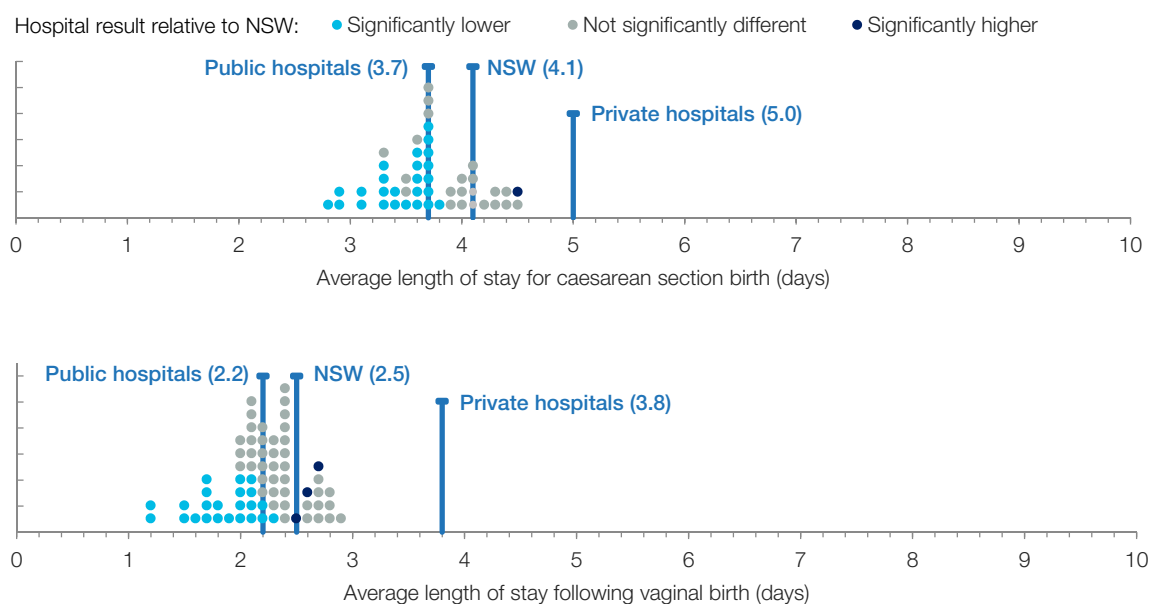 Hospital result relative to NSW: Significantly lower Not significantly different Significantly higher
Public hospitals (3.7) NSW (4.1)
Private hospitals (5.0)
0 1 2 3 4 5 6 7 8 9 10
Average length of stay for caesarean section birth (days)
Public hospitals (2.2) NSW (2.5)
Private hospitals (3.8)
0 1 2 3 4 5 6 7 8 9 10
Average length of stay following vaginal birth (days)